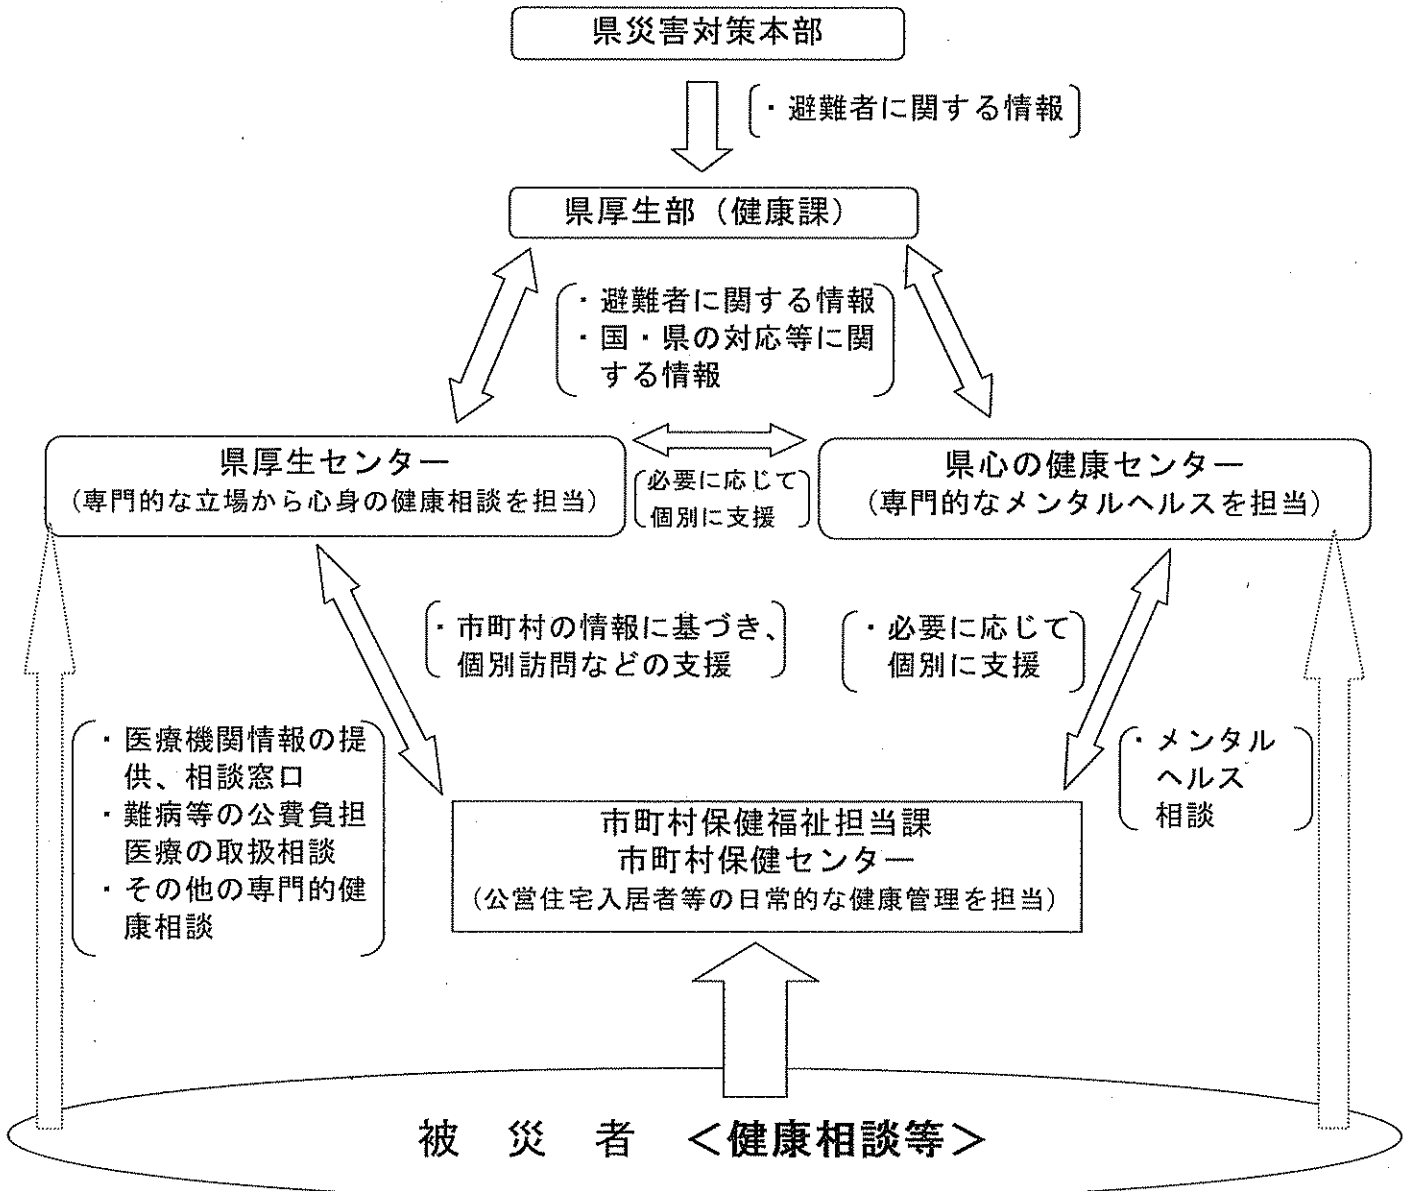 県災害対策本部
・避難者に関する情報
県厚生部（健康課）
・避難者に関する情報
・国・県の対応等に関
する情報
県厚生センター
（専門的な立場から心身の健康相談を担当）
必要に応じて
個別に支援
県心の健康センター
（専門的なメンタルヘルスを担当）
・市町村の情報に基づき、
個別訪問などの支援
・必要に応じて
個別に支援
・医療機関情報の提
供、相談窓口
・難病等の公費負担
医療の取扱相談
・その他の専門的健
康相談
・メンタル
ヘルス
相談
市町村保健福祉担当課
市町村保健センター
（公営住宅入居者等の日常的な健康管理を担当）
被　災　者　＜健康相談等＞